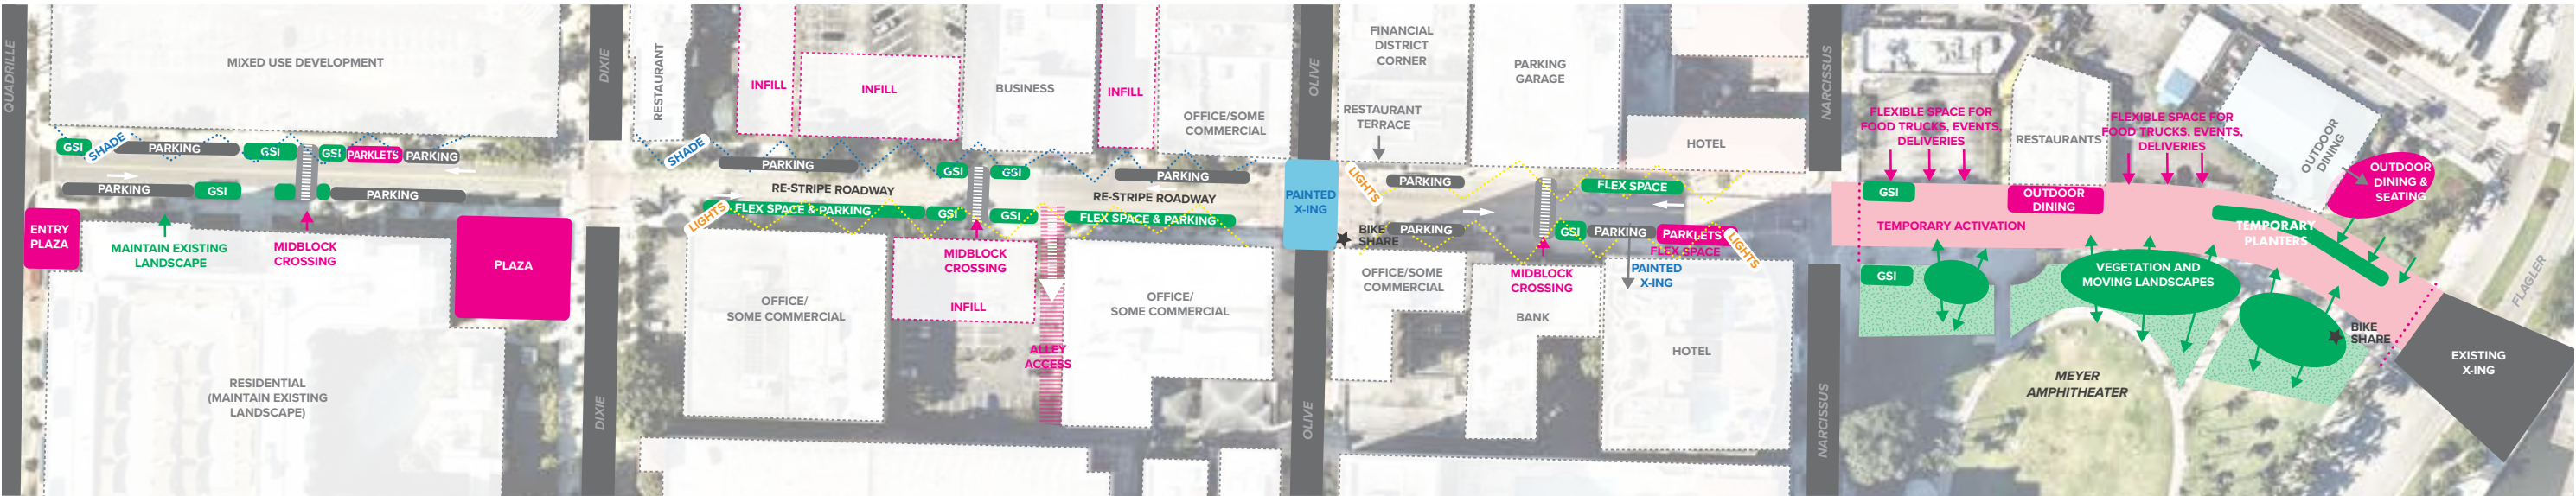 QUADRILLE
MIXED USE DEVELOPMENT
GSI
SHADE
PARKING
GSI
GSI
PARKLETS
PARKING
PARKING
GSI
PARKING
ENTRY
PLAZA
MAINTAIN EXISTING
LANDSCAPE
MIDBLOCK
CROSSING
PLAZA
RESIDENTIAL
(MAINTAIN EXISTING
LANDSCAPE)
DIXIE
DIXIE
RESTAURANT
INFILL
INFILL
BUSINESS
INFILL
OFFICE/SOME
COMMERCIAL
SHADE
PARKING
GSI
GSI
PARKING
RE-STRIPE ROADWAY
RE-STRIPE ROADWAY
LIGHTS
FLEX SPACE & PARKING
GSI
GSI
FLEX SPACE & PARKING
MIDBLOCK
CROSSING
INFILL
OFFICE/
SOME COMMERCIAL
ALLEY
ACCESS
OFFICE/
SOME COMMERCIAL
OLIVE
PAINTED
X-ING
OLIVE
FINANCIAL
DISTRICT
CORNER
RESTAURANT
TERRACE
PARKING
GARAGE
HOTEL
LIGHTS
PARKING
FLEX SPACE
BIKE
SHARE
PARKING
GSI
PARKING
PARKLETS
FLEX SPACE
LIGHTS
OFFICE/SOME
COMMERCIAL
MIDBLOCK
CROSSING
PAINTED
X-ING
BANK
HOTEL
NARCISSUS
NARCISSUS
FLEXIBLE SPACE FOR
FOOD TRUCKS, EVENTS,
DELIVERIES
RESTAURANTS
FLEXIBLE SPACE FOR
FOOD TRUCKS, EVENTS,
DELIVERIES
OUTDOOR
DINING
OUTDOOR
DINING &
SEATING
GSI
OUTDOOR
DINING
TEMPORARY ACTIVATION
TEMPORARY
PLANTERS
GSI
VEGETATION AND
MOVING LANDSCAPES
BIKE
SHARE
MEYER
AMPHITHEATER
FLAGLER
EXISTING
X-ING